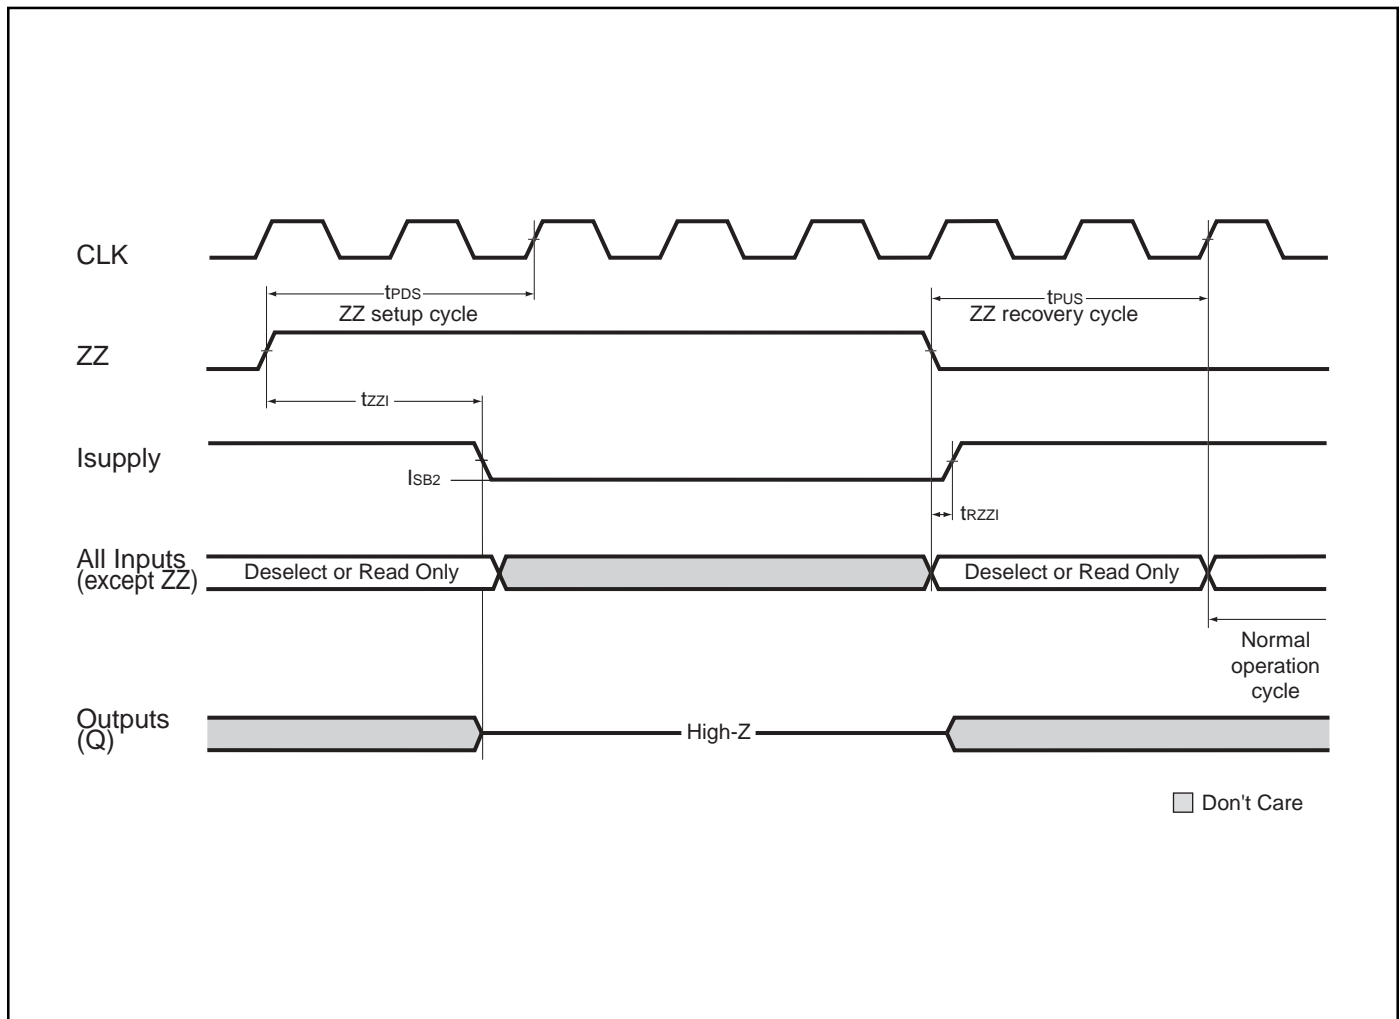 CLK
tPDS
ZZ setup cycle
tPUS
ZZ recovery cycle
ZZ
tZZI
Isupply
ISB2
tRZZI
All Inputs
(except ZZ)
Deselect or Read Only
Deselect or Read Only
Normal
operation
cycle
Outputs
(Q)
High-Z
Don't Care